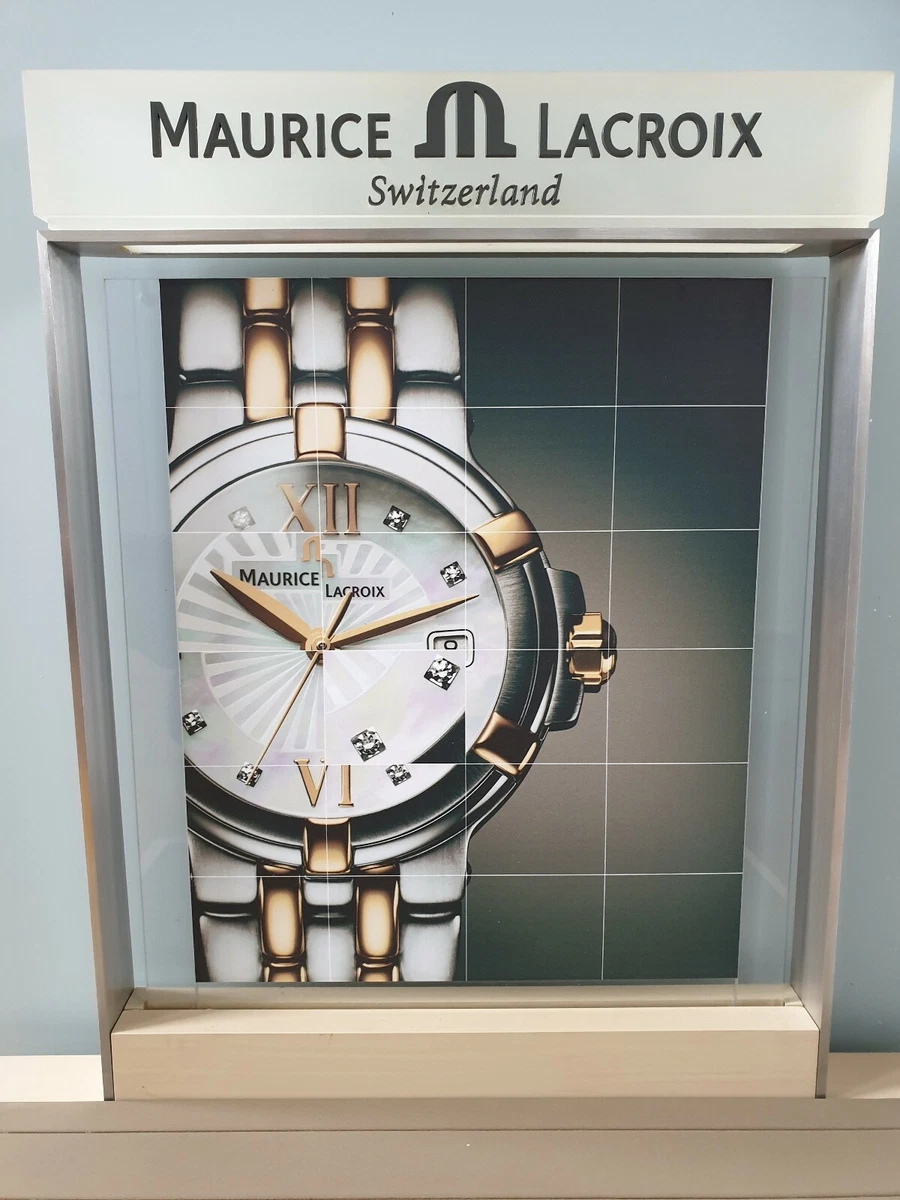 MAURICE LACROIX
Switzerland
XII
MAURICE LACROIX
VI